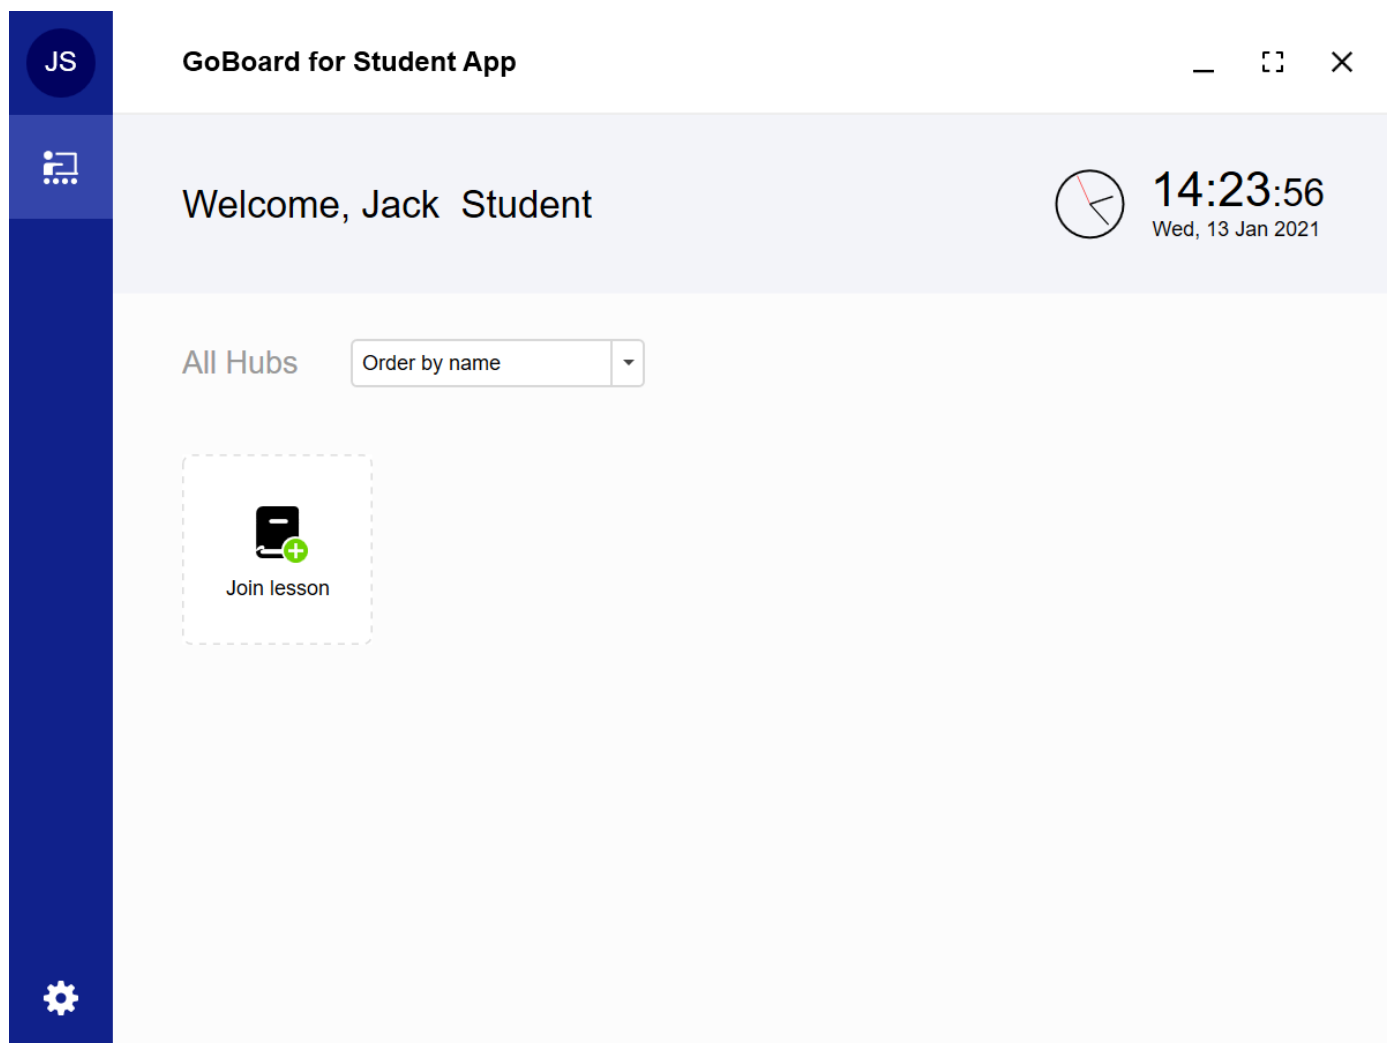 JS
GoBoard for Student App
Welcome, Jack  Student
14:23:56
Wed, 13 Jan 2021
All Hubs
Order by name
Join lesson